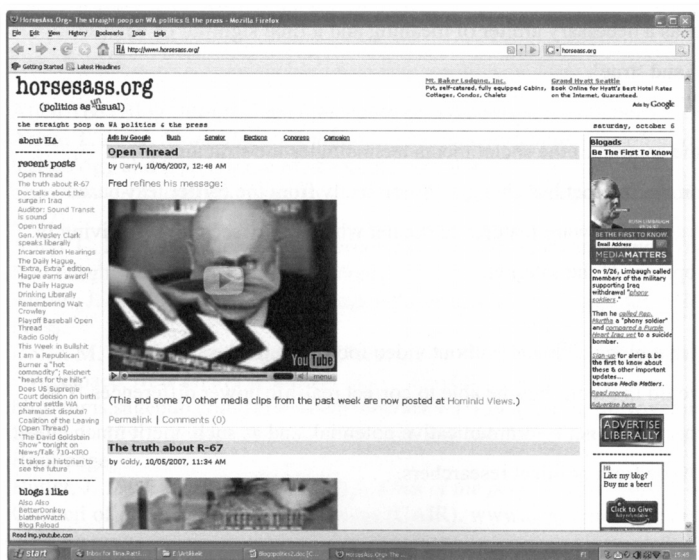 HorsesAss.Org» The straight poop on WA politics & the press - Mozilla Firefox
File Edit View History Bookmarks Tools Help
HA http://www.horsesass.org/
horsesass.org
Getting Started Latest Headlines
horsesass.org
(politics as unusual)
Mt. Baker Lodging, Inc.
Pvt, self-catered, fully equipped Cabins, Cottages, Condos, Chalets
Grand Hyatt Seattle
Book Online for Hyatt's Best Hotel Rates on the Internet. Guaranteed.
Ads by Google
the straight poop on WA politics & the press
saturday, october 6
about HA
recent posts
Open Thread
The truth about R-67
Doc talks about the
surge in Iraq
Auditor: Sound Transit
is sound
Open thread
Gen. Wesley Clark
speaks liberally
Incarceration Hearings
The Daily Hague,
"Extra, Extra" edition.
Hague earns award!
The Daily Hague
Drinking Liberally
Remembering Walt
Crowley
Playoff Baseball Open
Thread
Radio Goldy
This Week in Bullshit
I am a Republican
Burner a "hot
commodity"; Reichert
"heads for the hills"
Does US Supreme
Court decision on birth
control settle WA
pharmacist dispute?
Coalition of the Leaving
(Open Thread)
"The David Goldstein
Show" tonight on
News/Talk 710-KIRO
It takes a historian to
see the future
blogs i like
Also Also
BetterDonkey
blatherWatch
Blog Reload
Ads by Google Bush Senator Elections Congress Campaign
Open Thread
by Darryl, 10/06/2007, 12:48 AM
Fred refines his message:
YouTube
menu
(This and some 70 other media clips from the past week are now posted at Hominid Views.)
Permalink | Comments (0)
The truth about R-67
by Goldy, 10/05/2007, 11:34 AM
KEEPING THEM
Blogads
Be The First To Know
BE THE FIRST TO KNOW.
Email Address
MEDIAMATTERS
FOR AMERICA
On 9/26, Limbaugh called
members of the military
supporting Iraq
withdrawal "phony
soldiers."
Then he called Rep.
Murtha a "phony soldier"
and compared a Purple
Heart Iraq vet to a suicide
bomber.
Sign-up for alerts & be
the first to know about
these & other important
updates...
because Media Matters.
Read more...
Advertise here
ADVERTISE
LIBERALLY
Hi
Like my blog?
Buy me a beer!
Click to Give
start